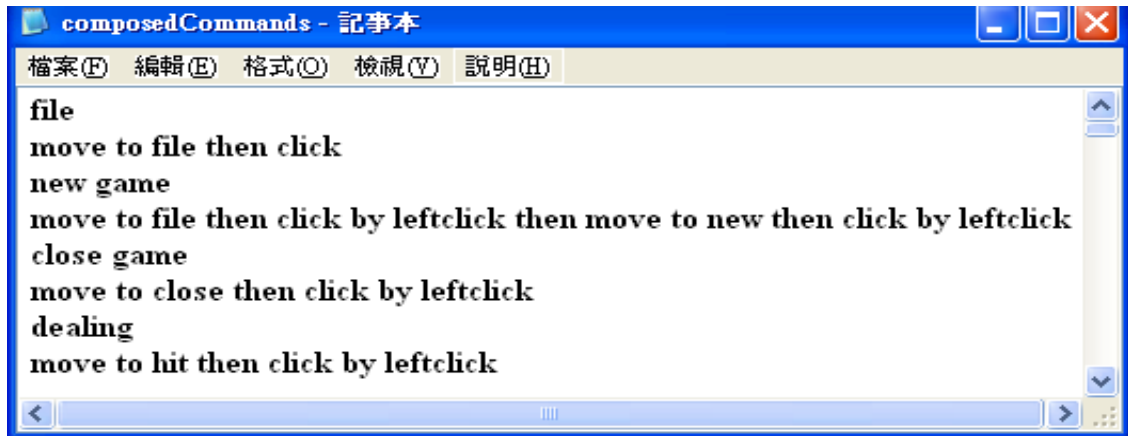 composedCommands - 記事本
檔案(F) 編輯(E) 格式(O) 檢視(V) 說明(H)
file
move to file then click
new game
move to file then click by leftclick then move to new then click by leftclick
close game
move to close then click by leftclick
dealing
move to hit then click by leftclick